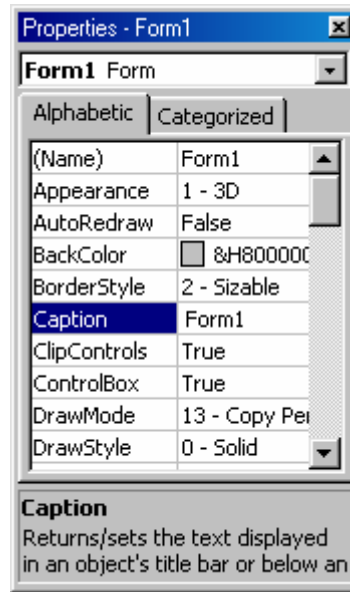 Properties - Form1
Form1 Form
Alphabetic Categorized
(Name) Form1
Appearance 1 - 3D
AutoRedraw False
BackColor &H800000
BorderStyle 2 - Sizable
Caption Form1
ClipControls True
ControlBox True
DrawMode 13 - Copy Pe
DrawStyle 0 - Solid
Caption
Returns/sets the text displayed
in an object's title bar or below an